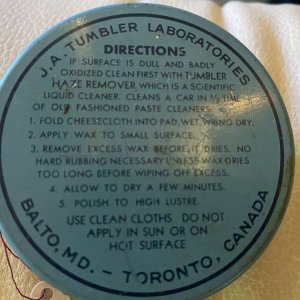 J.A. TUMBLER LABORATORIES
DIRECTIONS
IF SURFACE IS DULL AND BADLY
OXIDIZED CLEAN FIRST WITH TUMBLER
HAZE REMOVER WHICH IS A SCIENTIFIC
LIQUID CLEANER. CLEANS A CAR IN ½ TIME
OF OLD FASHIONED PASTE CLEANERS.
1. FOLD CHEESECLOTH INTO PAD, WET, WRING DRY.
2. APPLY WAX TO SMALL SURFACE.
3. REMOVE EXCESS WAX BEFORE IT DRIES. NO
HARD RUBBING NECESSARY UNLESS WAX DRIES
TOO LONG BEFORE WIPING OFF EXCESS.
4. ALLOW TO DRY A FEW MINUTES.
5. POLISH TO HIGH LUSTRE.
USE CLEAN CLOTHS DO NOT
APPLY IN SUN OR ON
HOT SURFACE
BALTO, MD. – TORONTO, CANADA